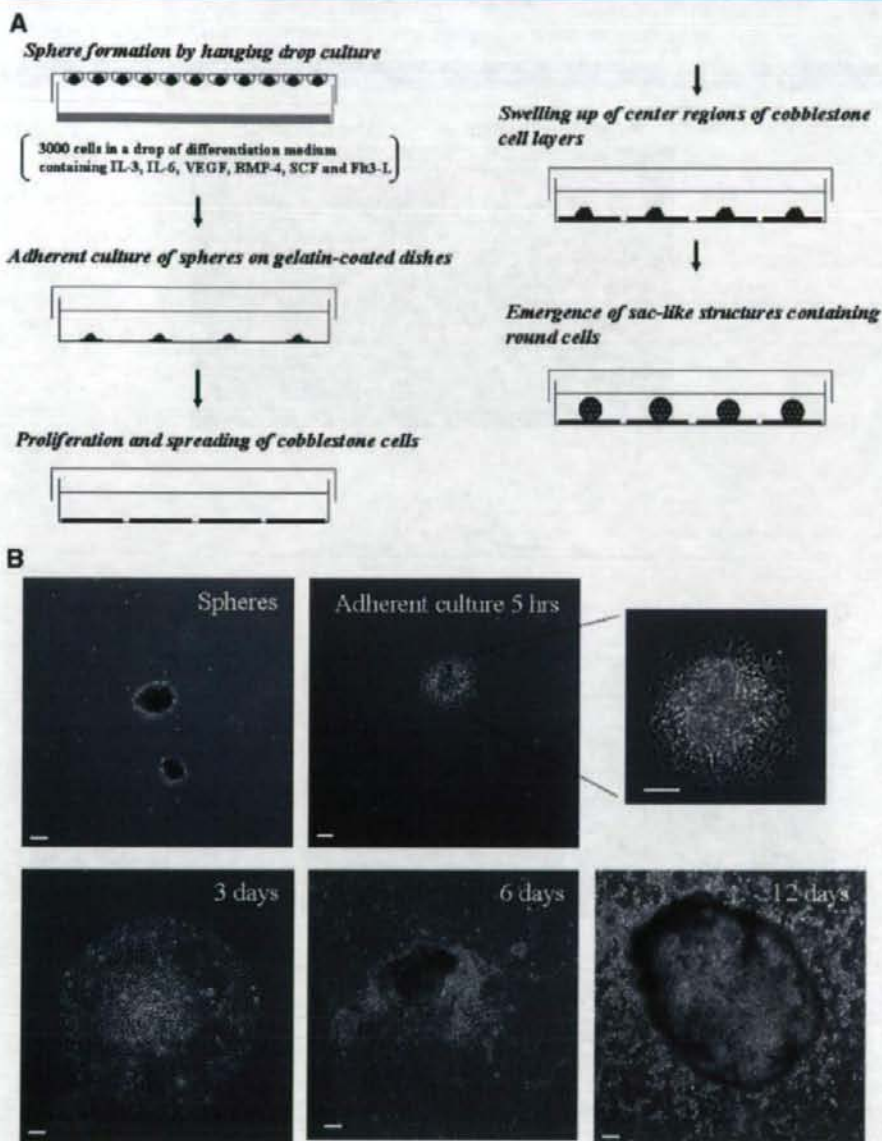 A
Sphere formation by hanging drop culture
3000 cells in a drop of differentiation medium
containing IL-3, IL-6, VEGF, BMP-4, SCF and Flt3-L
Adherent culture of spheres on gelatin-coated dishes
Proliferation and spreading of cobblestone cells
Swelling up of center regions of cobblestone
cell layers
Emergence of sac-like structures containing
round cells
B
Spheres
Adherent culture 5 hrs
3 days
6 days
12 days